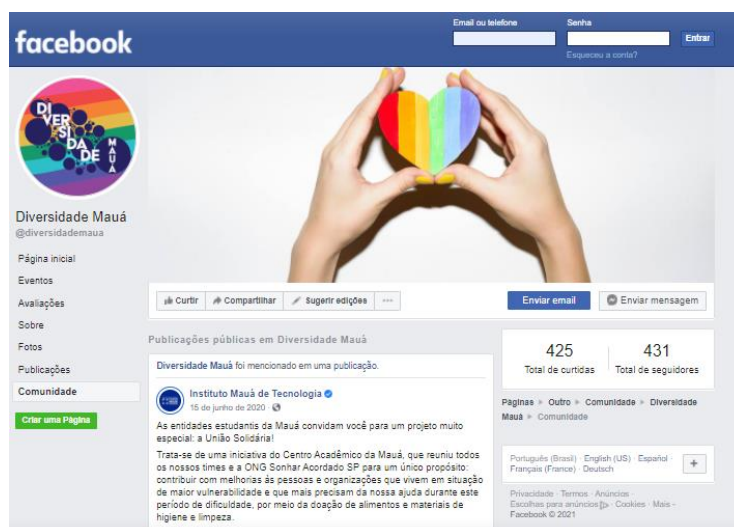 facebook
Email ou telefone
Senha
Entrar
Esqueceu a conta?
DI
VER
SI
DA
DE
MAUÁ
Diversidade Mauá
@diversidademaua
Página inicial
Eventos
Avaliações
Sobre
Fotos
Publicações
Comunidade
Criar uma Página
Curtir
Compartilhar
Sugerir edições
Enviar email
Enviar mensagem
Publicações públicas em Diversidade Mauá
Diversidade Mauá foi mencionado em uma publicação.
Instituto Mauá de Tecnologia
15 de junho de 2020 ·
As entidades estudantis da Mauá convidam você para um projeto muito
especial: a União Solidária!
Trata-se de uma iniciativa do Centro Acadêmico da Mauá, que reuniu todos
os nossos times e a ONG Sonhar Acordado SP para um único propósito:
contribuir com melhorias às pessoas e organizações que vivem em situação
de maior vulnerabilidade e que mais precisam da nossa ajuda durante este
período de dificuldade, por meio da doação de alimentos e materiais de
higiene e limpeza.
425
Total de curtidas
431
Total de seguidores
Páginas » Outro » Comunidade » Diversidade
Mauá » Comunidade
Português (Brasil) · English (US) · Español ·
Français (France) · Deutsch
+
Privacidade · Termos · Anúncios ·
Escolhas para anúncios · Cookies · Mais –
Facebook © 2021